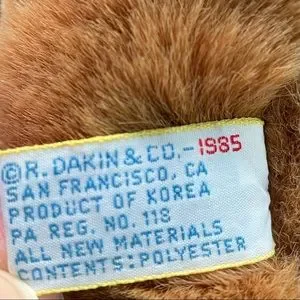 ©R. DAKIN & CO.-1985
SAN FRANCISCO, CA
PRODUCT OF KOREA
PA REG. NO. 118
ALL NEW MATERIALS
CONTENTS: POLYESTER